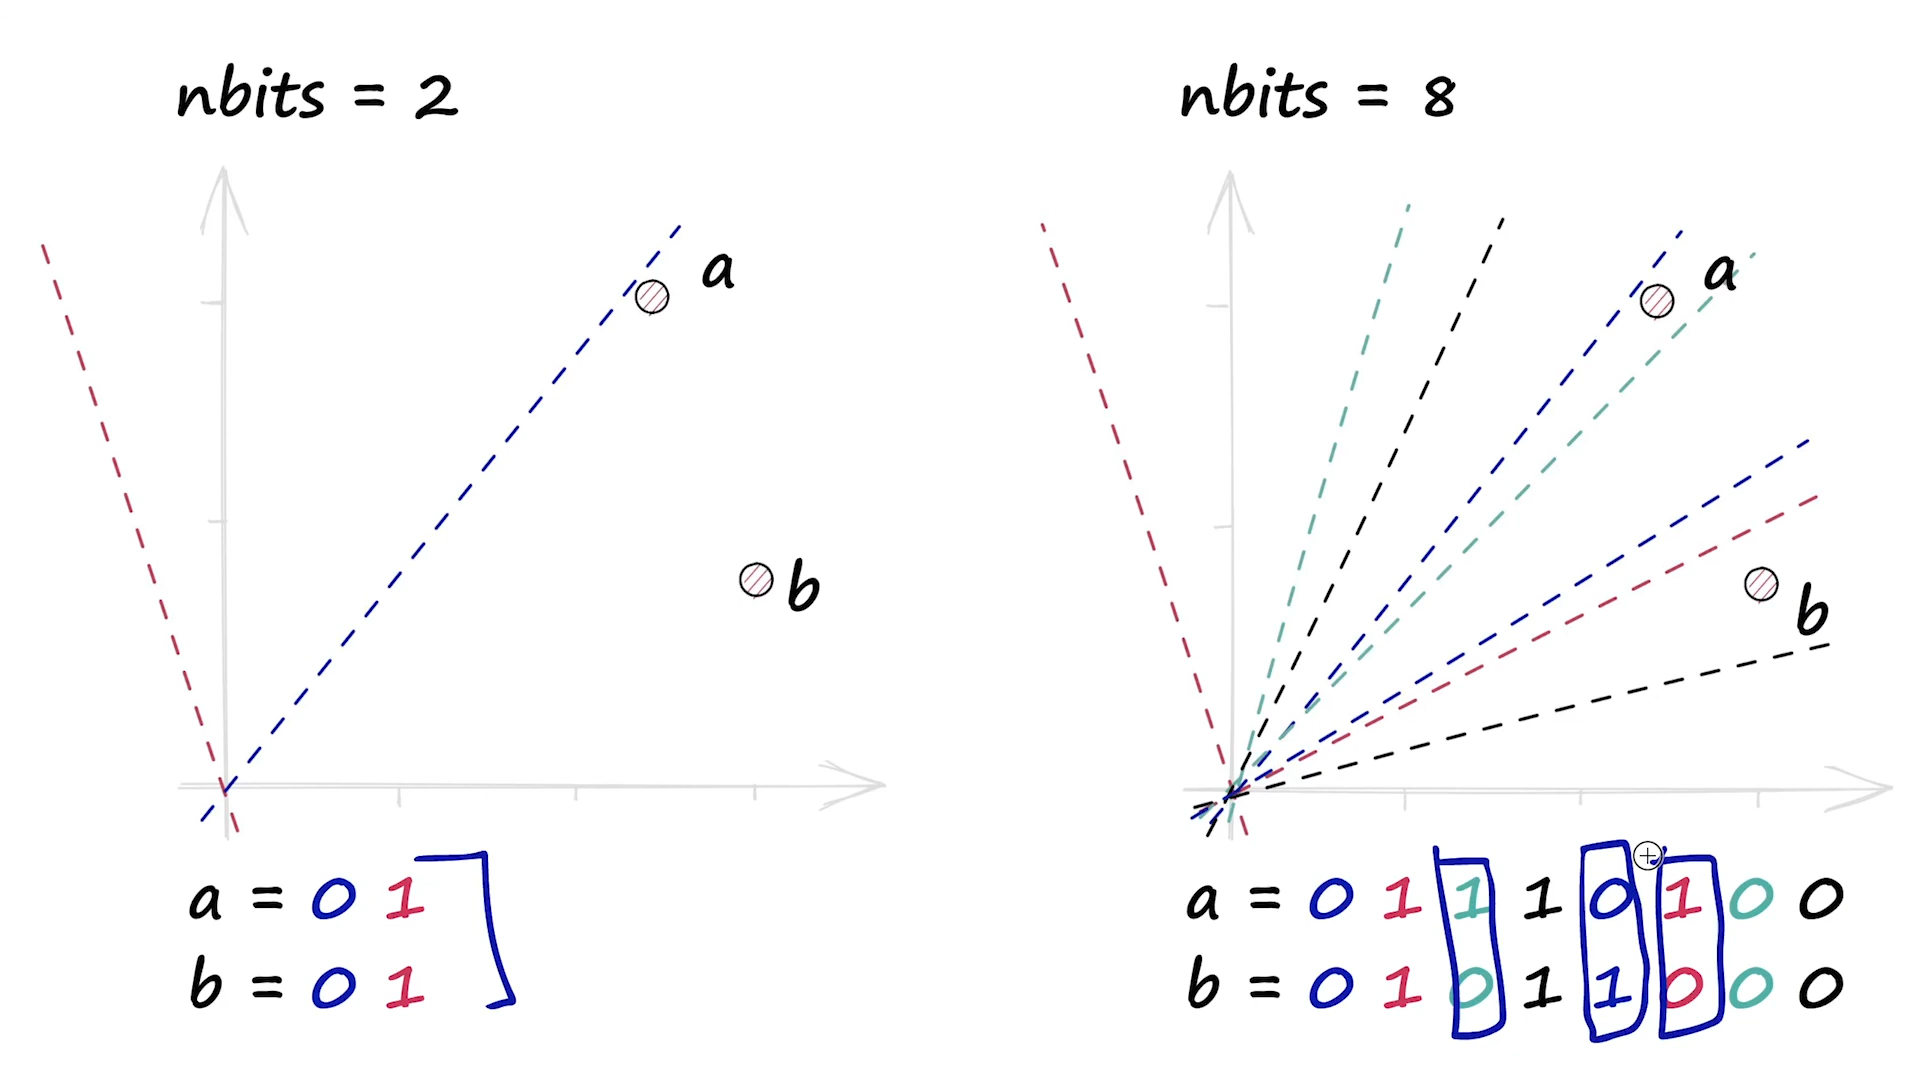 nbits = 2
a
b
a = 0 1
b = 0 1
nbits = 8
a
b
a = 0 1 1 1 0 1 0 0
b = 0 1 0 1 1 0 0 0